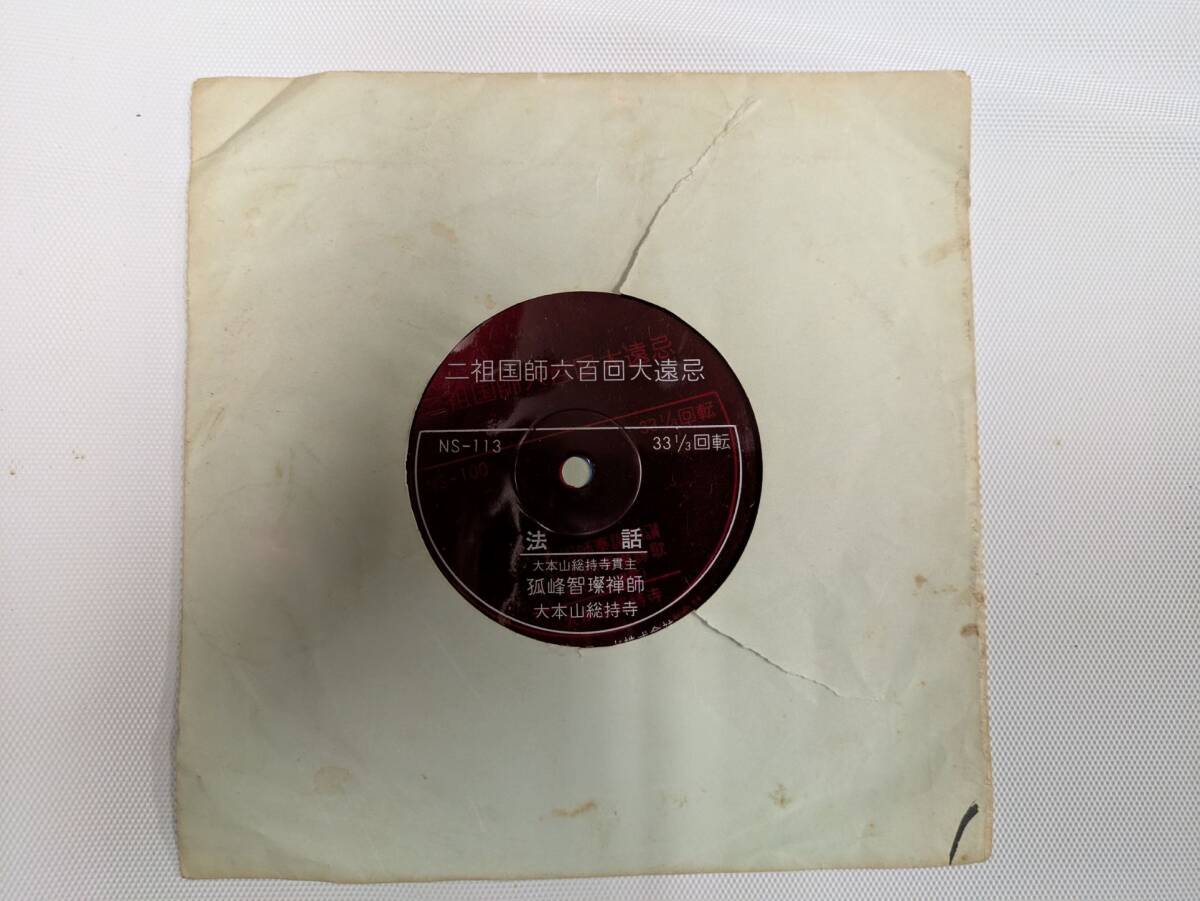 二祖国師六百回大遠忌
NS-113
33 1/3回転
法話
大本山総持寺貫主
孤峰智璨禅師
大本山総持寺